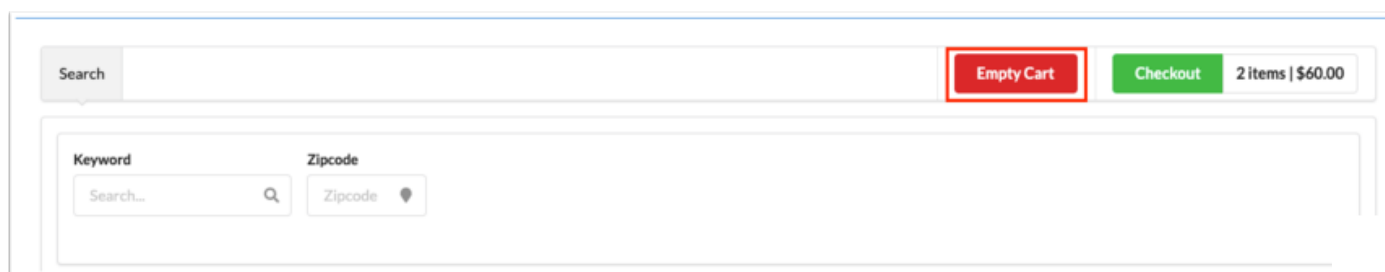 Search Empty Cart Checkout 2 items | $60.00
Keyword Zipcode
Search... Zipcode